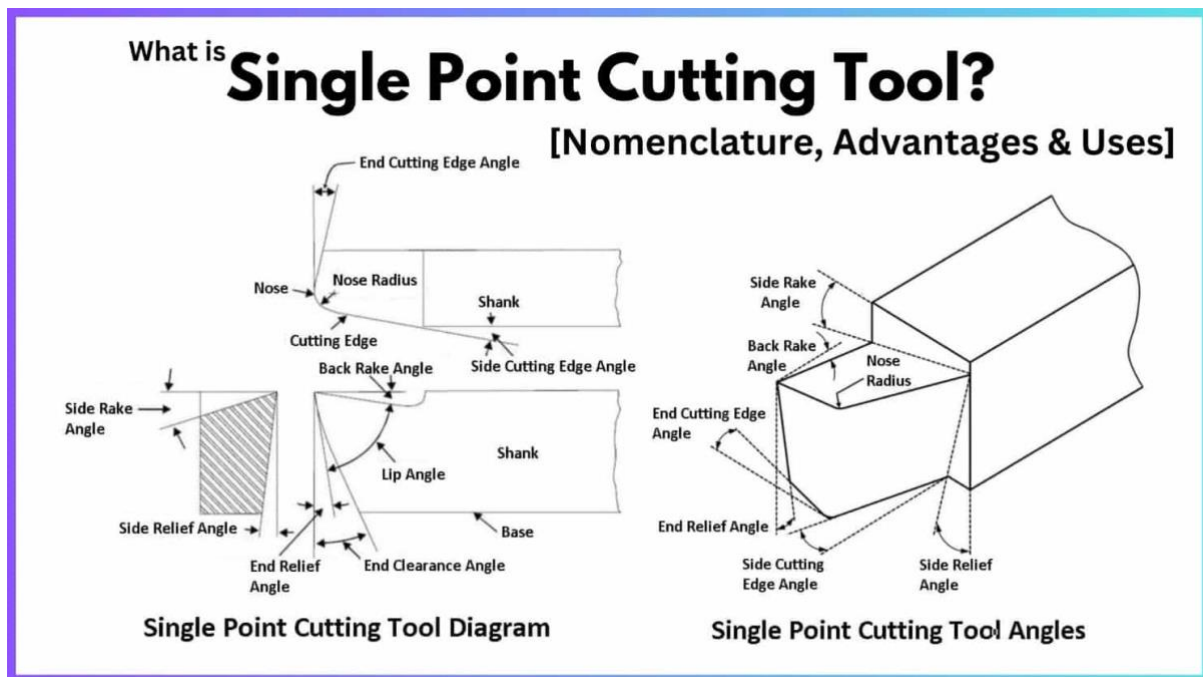 What is
Single Point Cutting Tool?
[Nomenclature, Advantages & Uses]
End Cutting Edge Angle
Nose
Nose Radius
Shank
Cutting Edge
Side Cutting Edge Angle
Back Rake Angle
Side Rake
Angle
Lip Angle
Shank
Side Relief Angle
Base
End Relief
Angle
End Clearance Angle
Single Point Cutting Tool Diagram
Side Rake
Angle
Back Rake
Angle
Nose
Radius
End Cutting Edge
Angle
End Relief Angle
Side Cutting
Edge Angle
Side Relief
Angle
Single Point Cutting Tool Angles